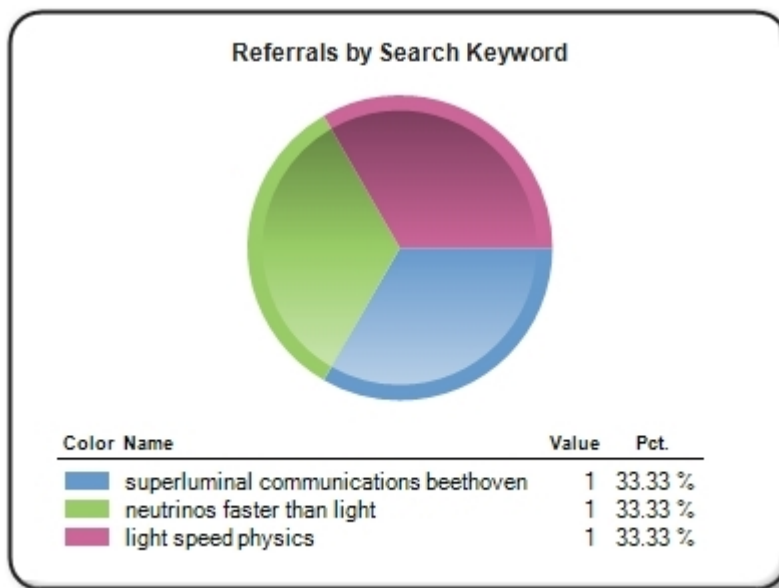 Referrals by Search Keyword
Color Name Value Pct.
superluminal communications beethoven 1 33.33 %
neutrinos faster than light 1 33.33 %
light speed physics 1 33.33 %